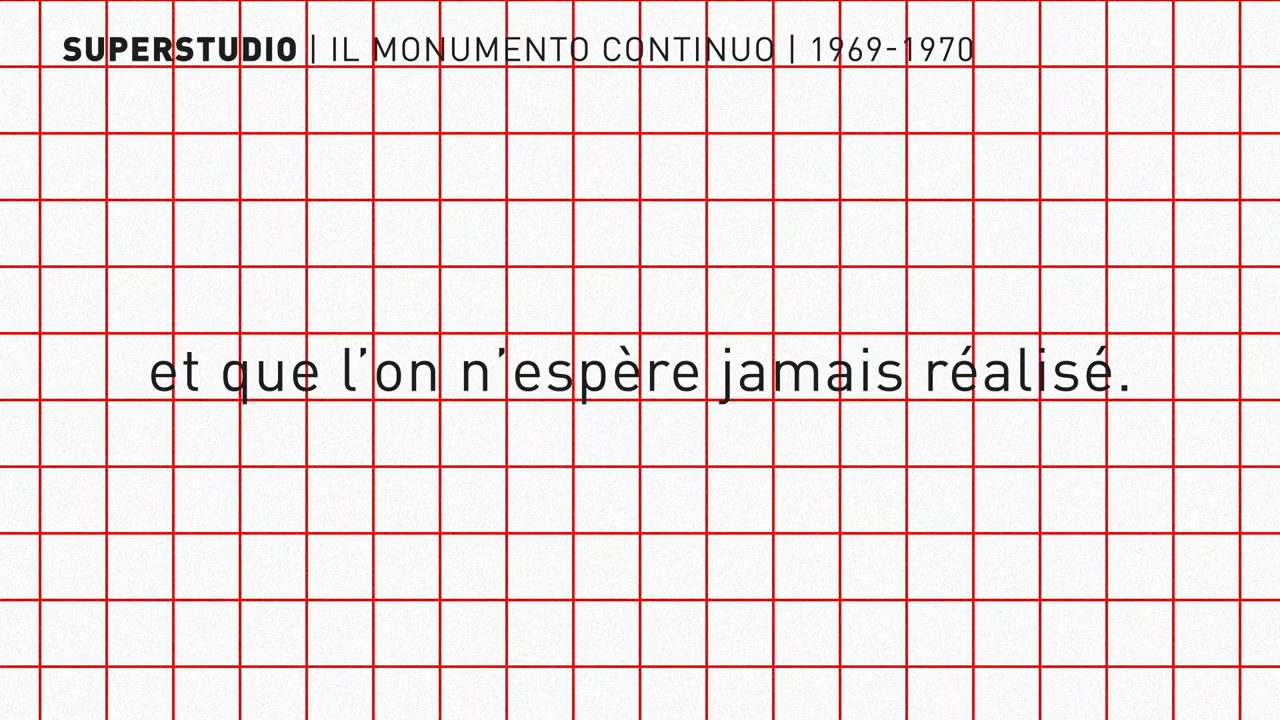 SUPERSTUDIO | IL MONUMENTO CONTINUO | 1969-1970
et que l’on n’espère jamais réalisé.